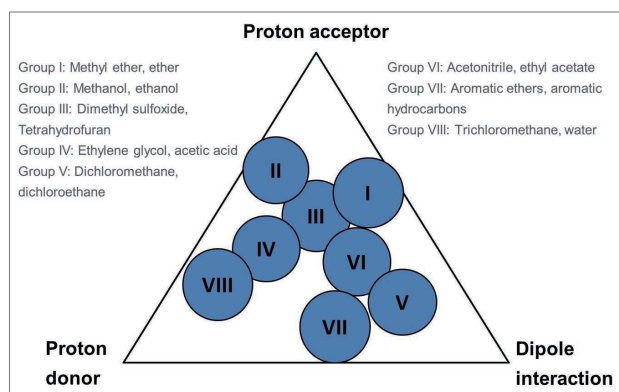 Proton acceptor
Group I: Methyl ether, ether
Group II: Methanol, ethanol
Group III: Dimethyl sulfoxide,
Tetrahydrofuran
Group IV: Ethylene glycol, acetic acid
Group V: Dichloromethane,
dichloroethane
Group VI: Acetonitrile, ethyl acetate
Group VII: Aromatic ethers, aromatic
hydrocarbons
Group VIII: Trichloromethane, water
II
I
III
IV
VI
VIII
V
VII
Proton
donor
Dipole
interaction